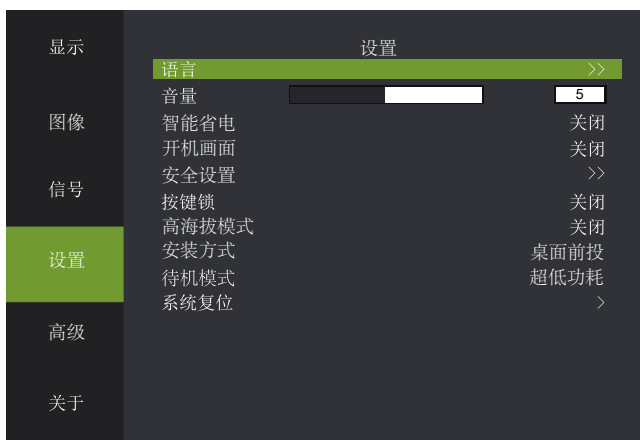 显示
图像
信号
设置
高级
关于
设置
语言 >>
音量 5
智能省电 关闭
开机画面 关闭
安全设置 >>
按键锁 关闭
高海拔模式 关闭
安装方式 桌面前投
待机模式 超低功耗
系统复位 >